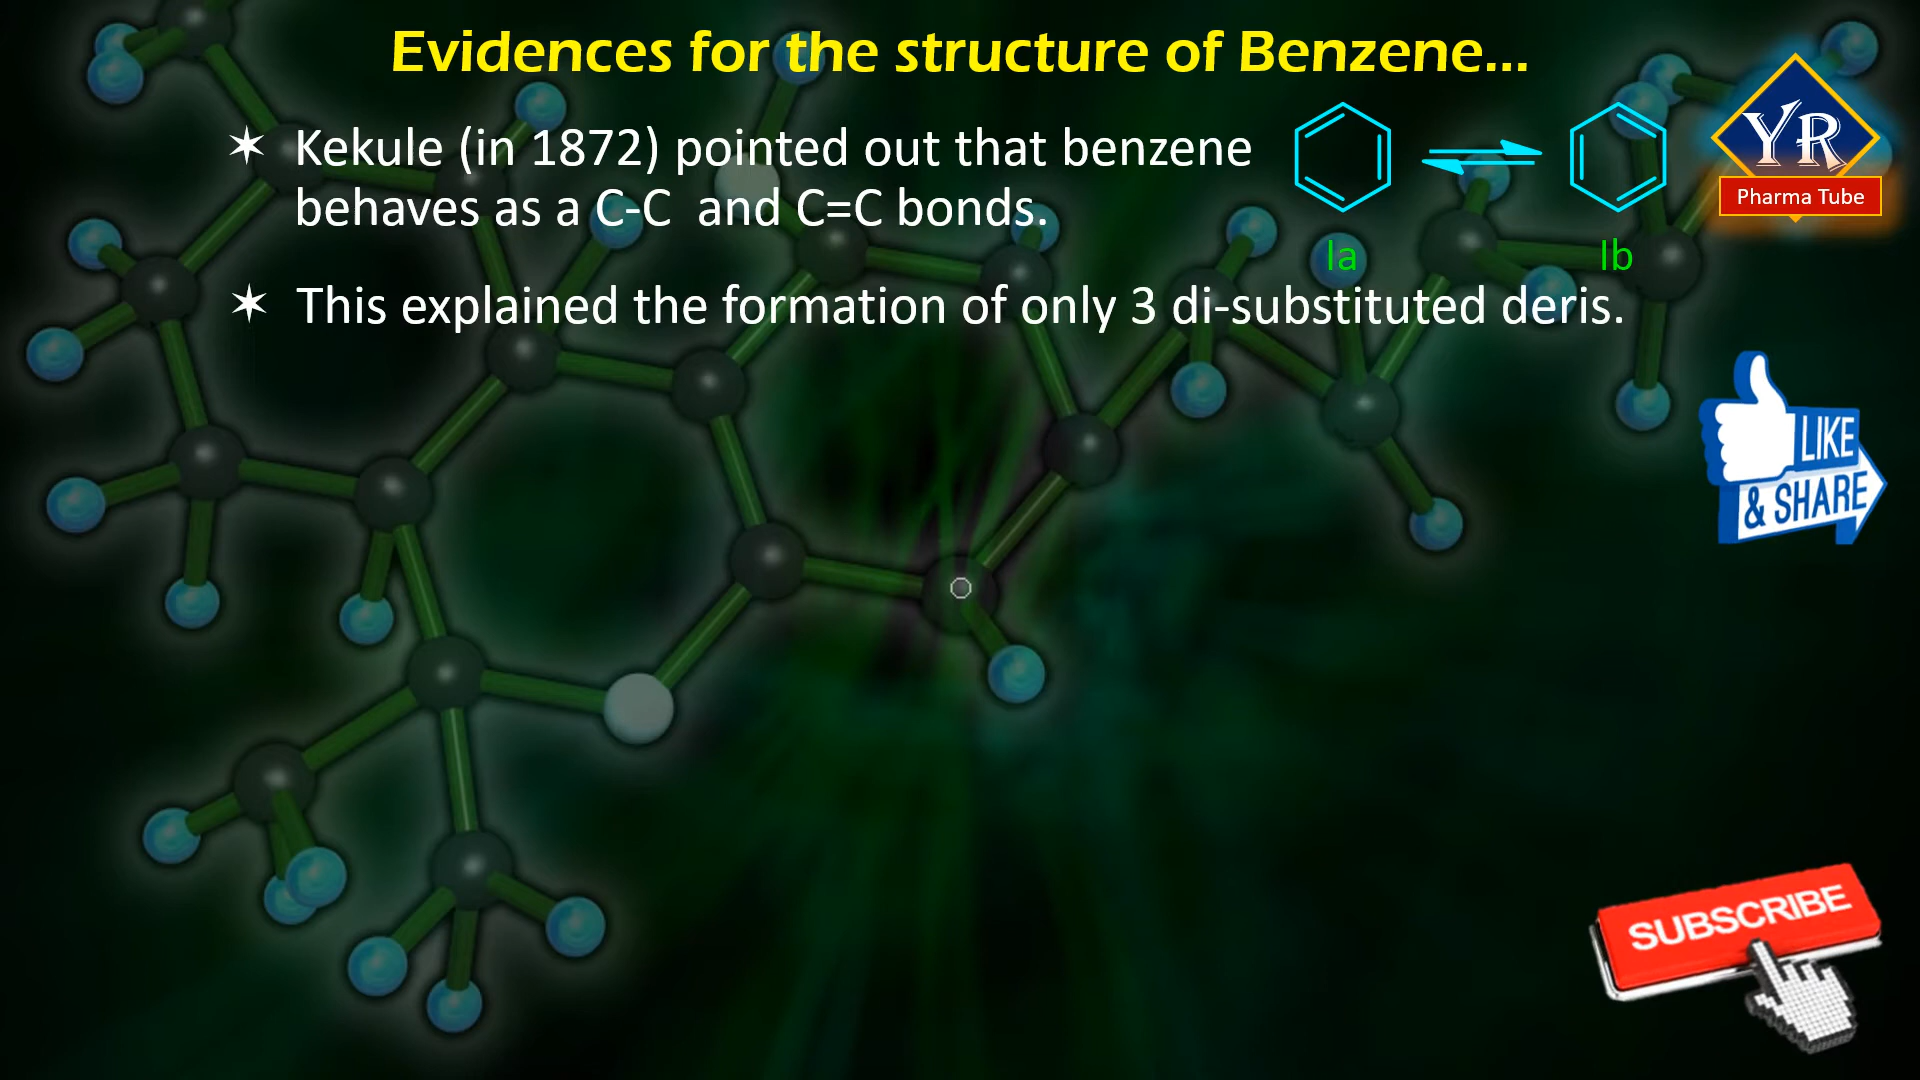 Evidences for the structure of Benzene...
✶ Kekule (in 1872) pointed out that benzene
behaves as a C-C and C=C bonds.
Ia
Ib
✶ This explained the formation of only 3 di-substituted deris.
YR
Pharma Tube
LIKE
& SHARE
SUBSCRIBE